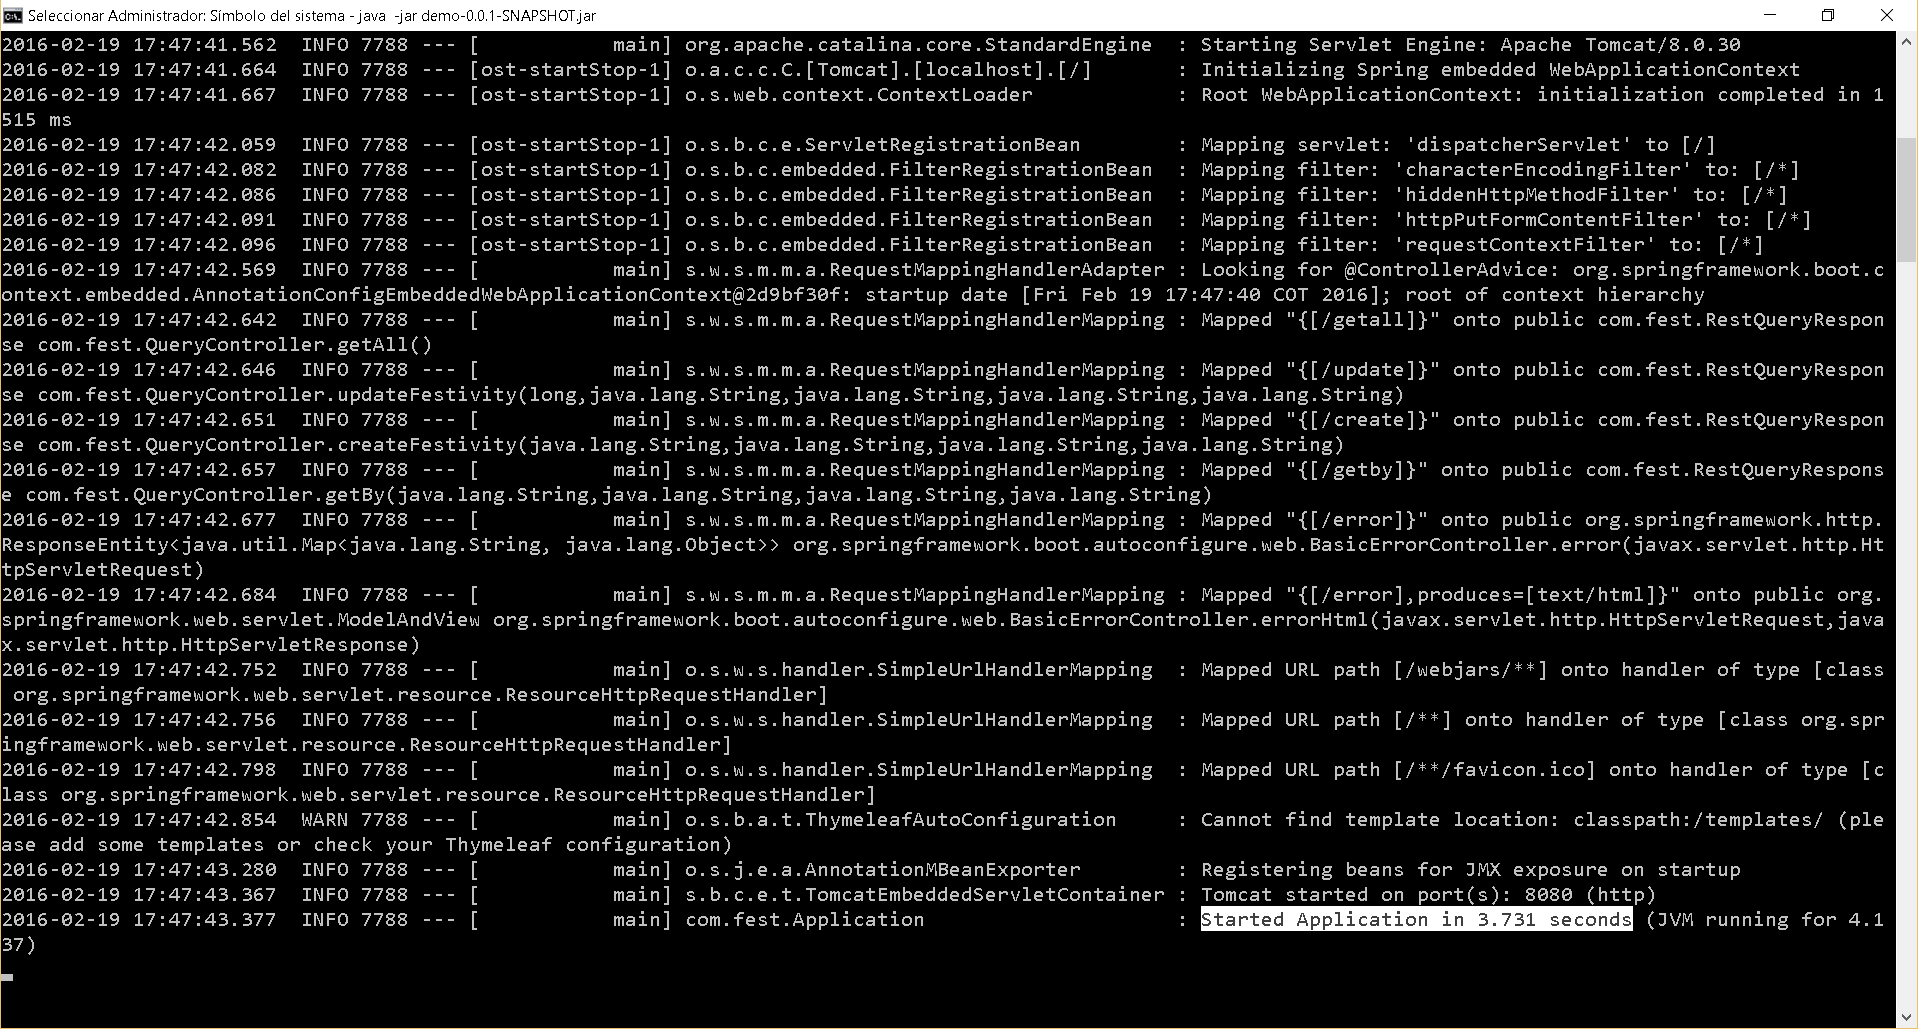 Seleccionar Administrador: Símbolo del sistema - java  -jar demo-0.0.1-SNAPSHOT.jar
2016-02-19 17:47:41.562  INFO 7788 --- [           main] org.apache.catalina.core.StandardEngine  : Starting Servlet Engine: Apache Tomcat/8.0.30
2016-02-19 17:47:41.664  INFO 7788 --- [ost-startStop-1] o.a.c.c.C.[Tomcat].[localhost].[/]       : Initializing Spring embedded WebApplicationContext
2016-02-19 17:47:41.667  INFO 7788 --- [ost-startStop-1] o.s.web.context.ContextLoader            : Root WebApplicationContext: initialization completed in 1
515 ms
2016-02-19 17:47:42.059  INFO 7788 --- [ost-startStop-1] o.s.b.c.e.ServletRegistrationBean        : Mapping servlet: 'dispatcherServlet' to [/]
2016-02-19 17:47:42.082  INFO 7788 --- [ost-startStop-1] o.s.b.c.embedded.FilterRegistrationBean  : Mapping filter: 'characterEncodingFilter' to: [/*]
2016-02-19 17:47:42.086  INFO 7788 --- [ost-startStop-1] o.s.b.c.embedded.FilterRegistrationBean  : Mapping filter: 'hiddenHttpMethodFilter' to: [/*]
2016-02-19 17:47:42.091  INFO 7788 --- [ost-startStop-1] o.s.b.c.embedded.FilterRegistrationBean  : Mapping filter: 'httpPutFormContentFilter' to: [/*]
2016-02-19 17:47:42.096  INFO 7788 --- [ost-startStop-1] o.s.b.c.embedded.FilterRegistrationBean  : Mapping filter: 'requestContextFilter' to: [/*]
2016-02-19 17:47:42.569  INFO 7788 --- [           main] s.w.s.m.m.a.RequestMappingHandlerAdapter : Looking for @ControllerAdvice: org.springframework.boot.c
ontext.embedded.AnnotationConfigEmbeddedWebApplicationContext@2d9bf30f: startup date [Fri Feb 19 17:47:40 COT 2016]; root of context hierarchy
2016-02-19 17:47:42.642  INFO 7788 --- [           main] s.w.s.m.m.a.RequestMappingHandlerMapping : Mapped "{[/getall]}" onto public com.fest.RestQueryRespon
se com.fest.QueryController.getAll()
2016-02-19 17:47:42.646  INFO 7788 --- [           main] s.w.s.m.m.a.RequestMappingHandlerMapping : Mapped "{[/update]}" onto public com.fest.RestQueryRespon
se com.fest.QueryController.updateFestivity(long,java.lang.String,java.lang.String,java.lang.String,java.lang.String)
2016-02-19 17:47:42.651  INFO 7788 --- [           main] s.w.s.m.m.a.RequestMappingHandlerMapping : Mapped "{[/create]}" onto public com.fest.RestQueryRespon
se com.fest.QueryController.createFestivity(java.lang.String,java.lang.String,java.lang.String,java.lang.String)
2016-02-19 17:47:42.657  INFO 7788 --- [           main] s.w.s.m.m.a.RequestMappingHandlerMapping : Mapped "{[/getby]}" onto public com.fest.RestQueryRespons
e com.fest.QueryController.getBy(java.lang.String,java.lang.String,java.lang.String,java.lang.String)
2016-02-19 17:47:42.677  INFO 7788 --- [           main] s.w.s.m.m.a.RequestMappingHandlerMapping : Mapped "{[/error]}" onto public org.springframework.http.
ResponseEntity<java.util.Map<java.lang.String, java.lang.Object>> org.springframework.boot.autoconfigure.web.BasicErrorController.error(javax.servlet.http.Ht
tpServletRequest)
2016-02-19 17:47:42.684  INFO 7788 --- [           main] s.w.s.m.m.a.RequestMappingHandlerMapping : Mapped "{[/error],produces=[text/html]}" onto public org.
springframework.web.servlet.ModelAndView org.springframework.boot.autoconfigure.web.BasicErrorController.errorHtml(javax.servlet.http.HttpServletRequest,java
x.servlet.http.HttpServletResponse)
2016-02-19 17:47:42.752  INFO 7788 --- [           main] o.s.w.s.handler.SimpleUrlHandlerMapping  : Mapped URL path [/webjars/**] onto handler of type [class
 org.springframework.web.servlet.resource.ResourceHttpRequestHandler]
2016-02-19 17:47:42.756  INFO 7788 --- [           main] o.s.w.s.handler.SimpleUrlHandlerMapping  : Mapped URL path [/**] onto handler of type [class org.spr
ingframework.web.servlet.resource.ResourceHttpRequestHandler]
2016-02-19 17:47:42.798  INFO 7788 --- [           main] o.s.w.s.handler.SimpleUrlHandlerMapping  : Mapped URL path [/**/favicon.ico] onto handler of type [c
lass org.springframework.web.servlet.resource.ResourceHttpRequestHandler]
2016-02-19 17:47:42.854  WARN 7788 --- [           main] o.s.b.a.t.ThymeleafAutoConfiguration     : Cannot find template location: classpath:/templates/ (ple
ase add some templates or check your Thymeleaf configuration)
2016-02-19 17:47:43.280  INFO 7788 --- [           main] o.s.j.e.a.AnnotationMBeanExporter        : Registering beans for JMX exposure on startup
2016-02-19 17:47:43.367  INFO 7788 --- [           main] s.b.c.e.t.TomcatEmbeddedServletContainer : Tomcat started on port(s): 8080 (http)
2016-02-19 17:47:43.377  INFO 7788 --- [           main] com.fest.Application                     : Started Application in 3.731 seconds (JVM running for 4.1
37)